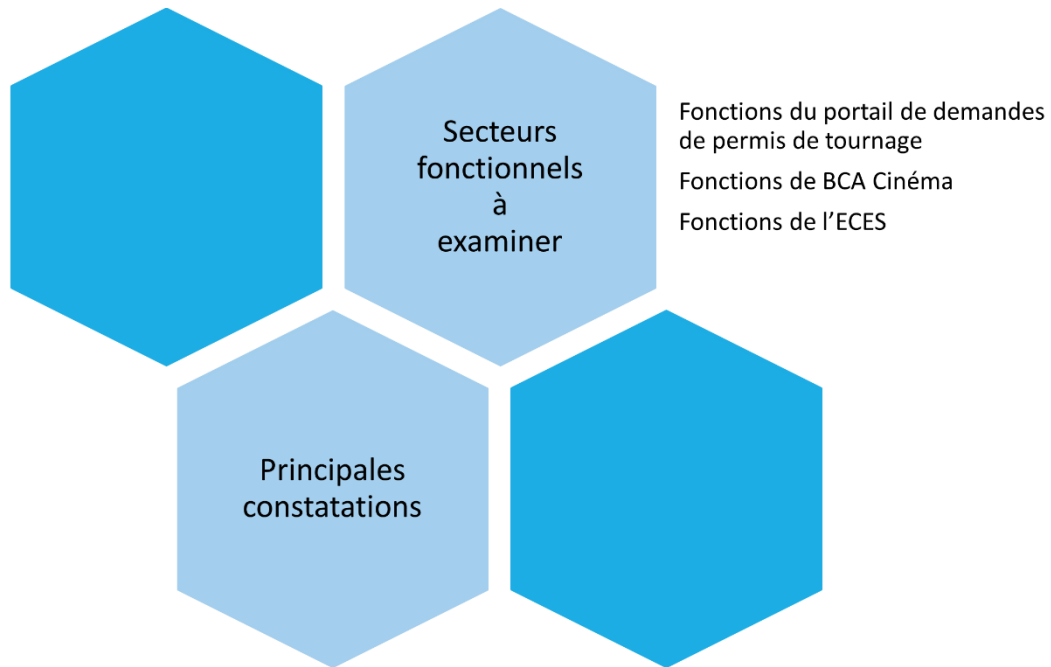 Secteurs
fonctionnels
à
examiner
Fonctions du portail de demandes
de permis de tournage
Fonctions de BCA Cinéma
Fonctions de l’ECES
Principales
constatations